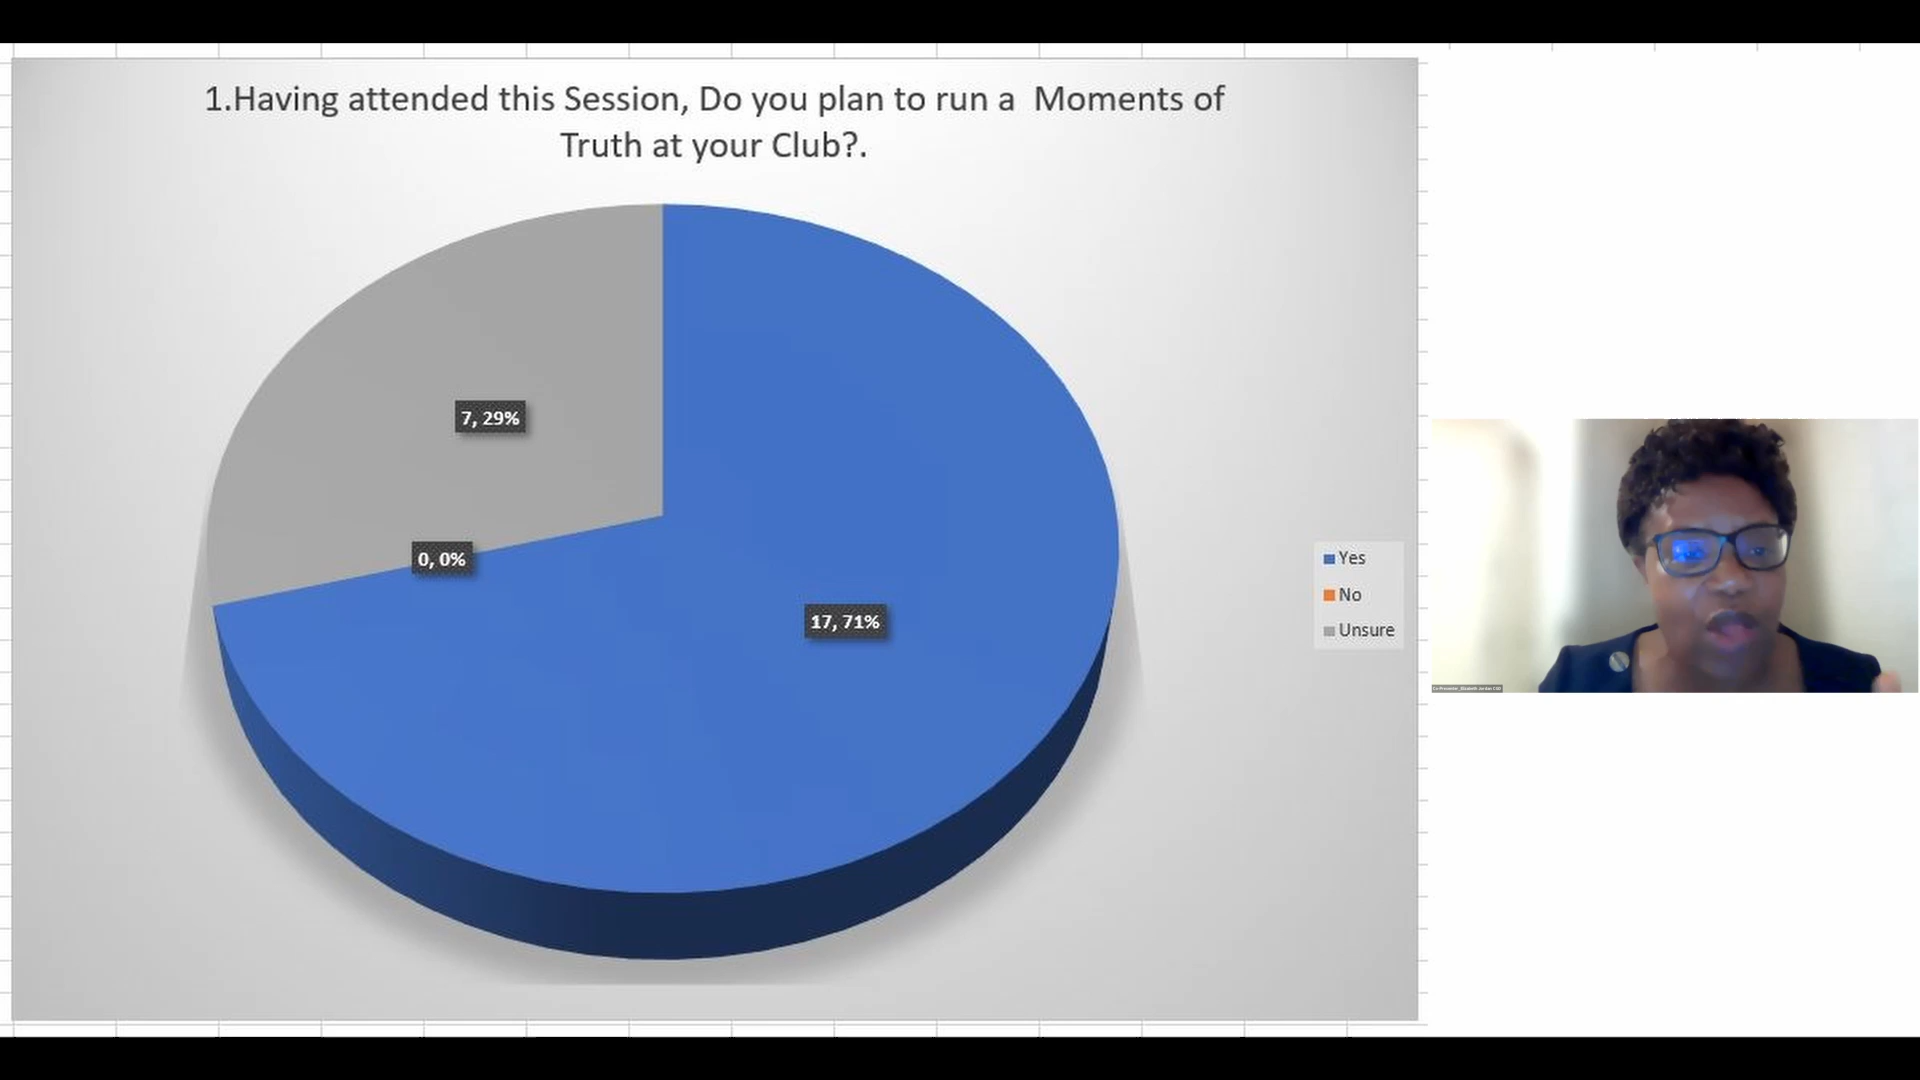 1.Having attended this Session, Do you plan to run a  Moments of
Truth at your Club?.
7, 29%
0, 0%
17, 71%
Yes
No
Unsure